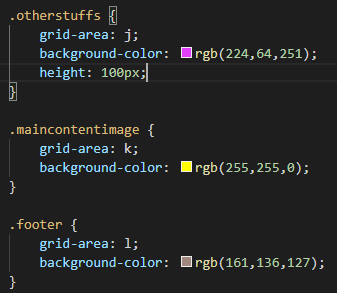 .otherstuffs {
    grid-area: j;
    background-color: rgb(224,64,251);
    height: 100px;
}
.maincontentimage {
    grid-area: k;
    background-color: rgb(255,255,0);
}
.footer {
    grid-area: l;
    background-color: rgb(161,136,127);
}